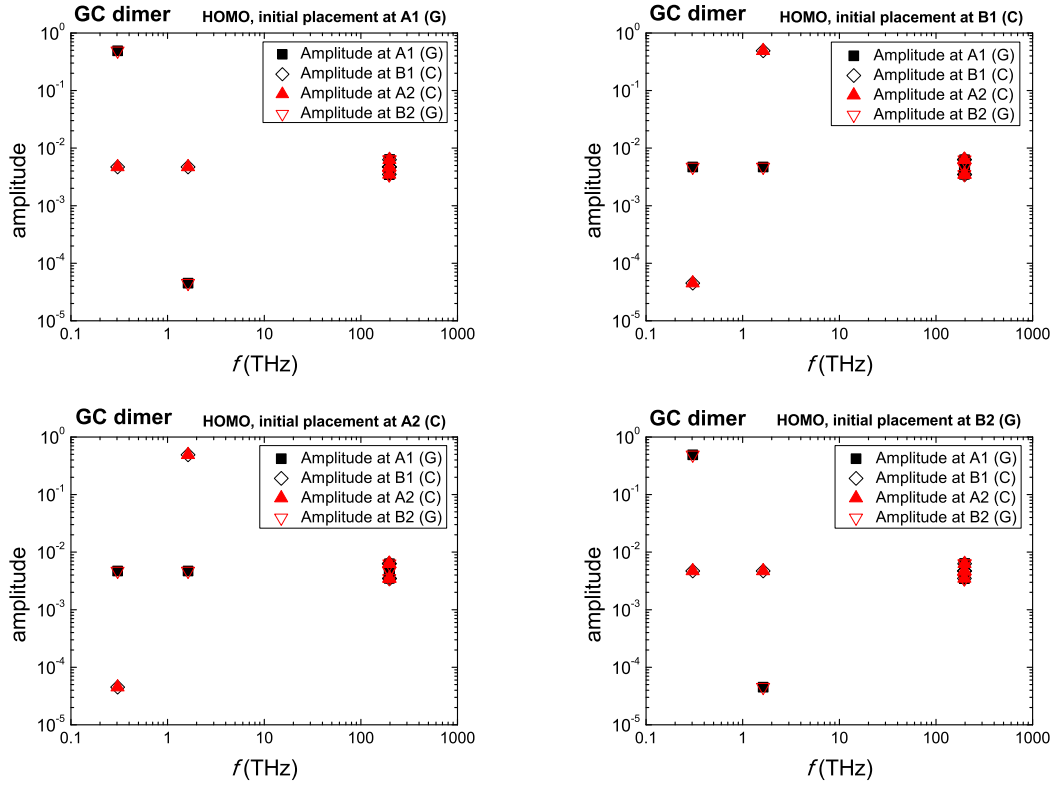 GC dimer HOMO, initial placement at A1 (G)
Amplitude at A1 (G)
Amplitude at B1 (C)
Amplitude at A2 (C)
Amplitude at B2 (G)
10^0
10^-1
10^-2
10^-3
10^-4
10^-5
amplitude
0.1 1 10 100 1000
f (THz)
GC dimer HOMO, initial placement at B1 (C)
Amplitude at A1 (G)
Amplitude at B1 (C)
Amplitude at A2 (C)
Amplitude at B2 (G)
10^0
10^-1
10^-2
10^-3
10^-4
10^-5
amplitude
0.1 1 10 100 1000
f (THz)
GC dimer HOMO, initial placement at A2 (C)
Amplitude at A1 (G)
Amplitude at B1 (C)
Amplitude at A2 (C)
Amplitude at B2 (G)
10^0
10^-1
10^-2
10^-3
10^-4
10^-5
amplitude
0.1 1 10 100 1000
f (THz)
GC dimer HOMO, initial placement at B2 (G)
Amplitude at A1 (G)
Amplitude at B1 (C)
Amplitude at A2 (C)
Amplitude at B2 (G)
10^0
10^-1
10^-2
10^-3
10^-4
10^-5
amplitude
0.1 1 10 100 1000
f (THz)